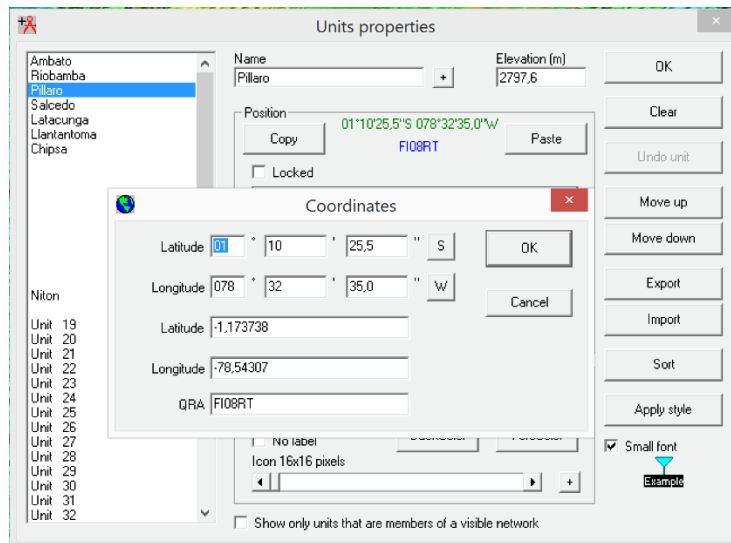 Units properties
Ambato
Riobamba
Pillaro
Salcedo
Latacunga
Llantantoma
Chipsa
Niton
Unit 19
Unit 20
Unit 21
Unit 22
Unit 23
Unit 24
Unit 25
Unit 26
Unit 27
Unit 28
Unit 29
Unit 30
Unit 31
Unit 32
Name
Pillaro
+
Elevation (m)
2797,6
Position
Copy
01°10'25,5"S 078°32'35,0"W
FI08RT
Paste
Locked
Coordinates
Latitude 01 ° 10 ' 25,5 " S
Longitude 078 ° 32 ' 35,0 " W
Latitude -1,173738
Longitude -78,54307
QRA FI08RT
OK
Cancel
No label
Icon 16x16 pixels
+
Show only units that are members of a visible network
OK
Clear
Undo unit
Move up
Move down
Export
Import
Sort
Apply style
Small font
Example